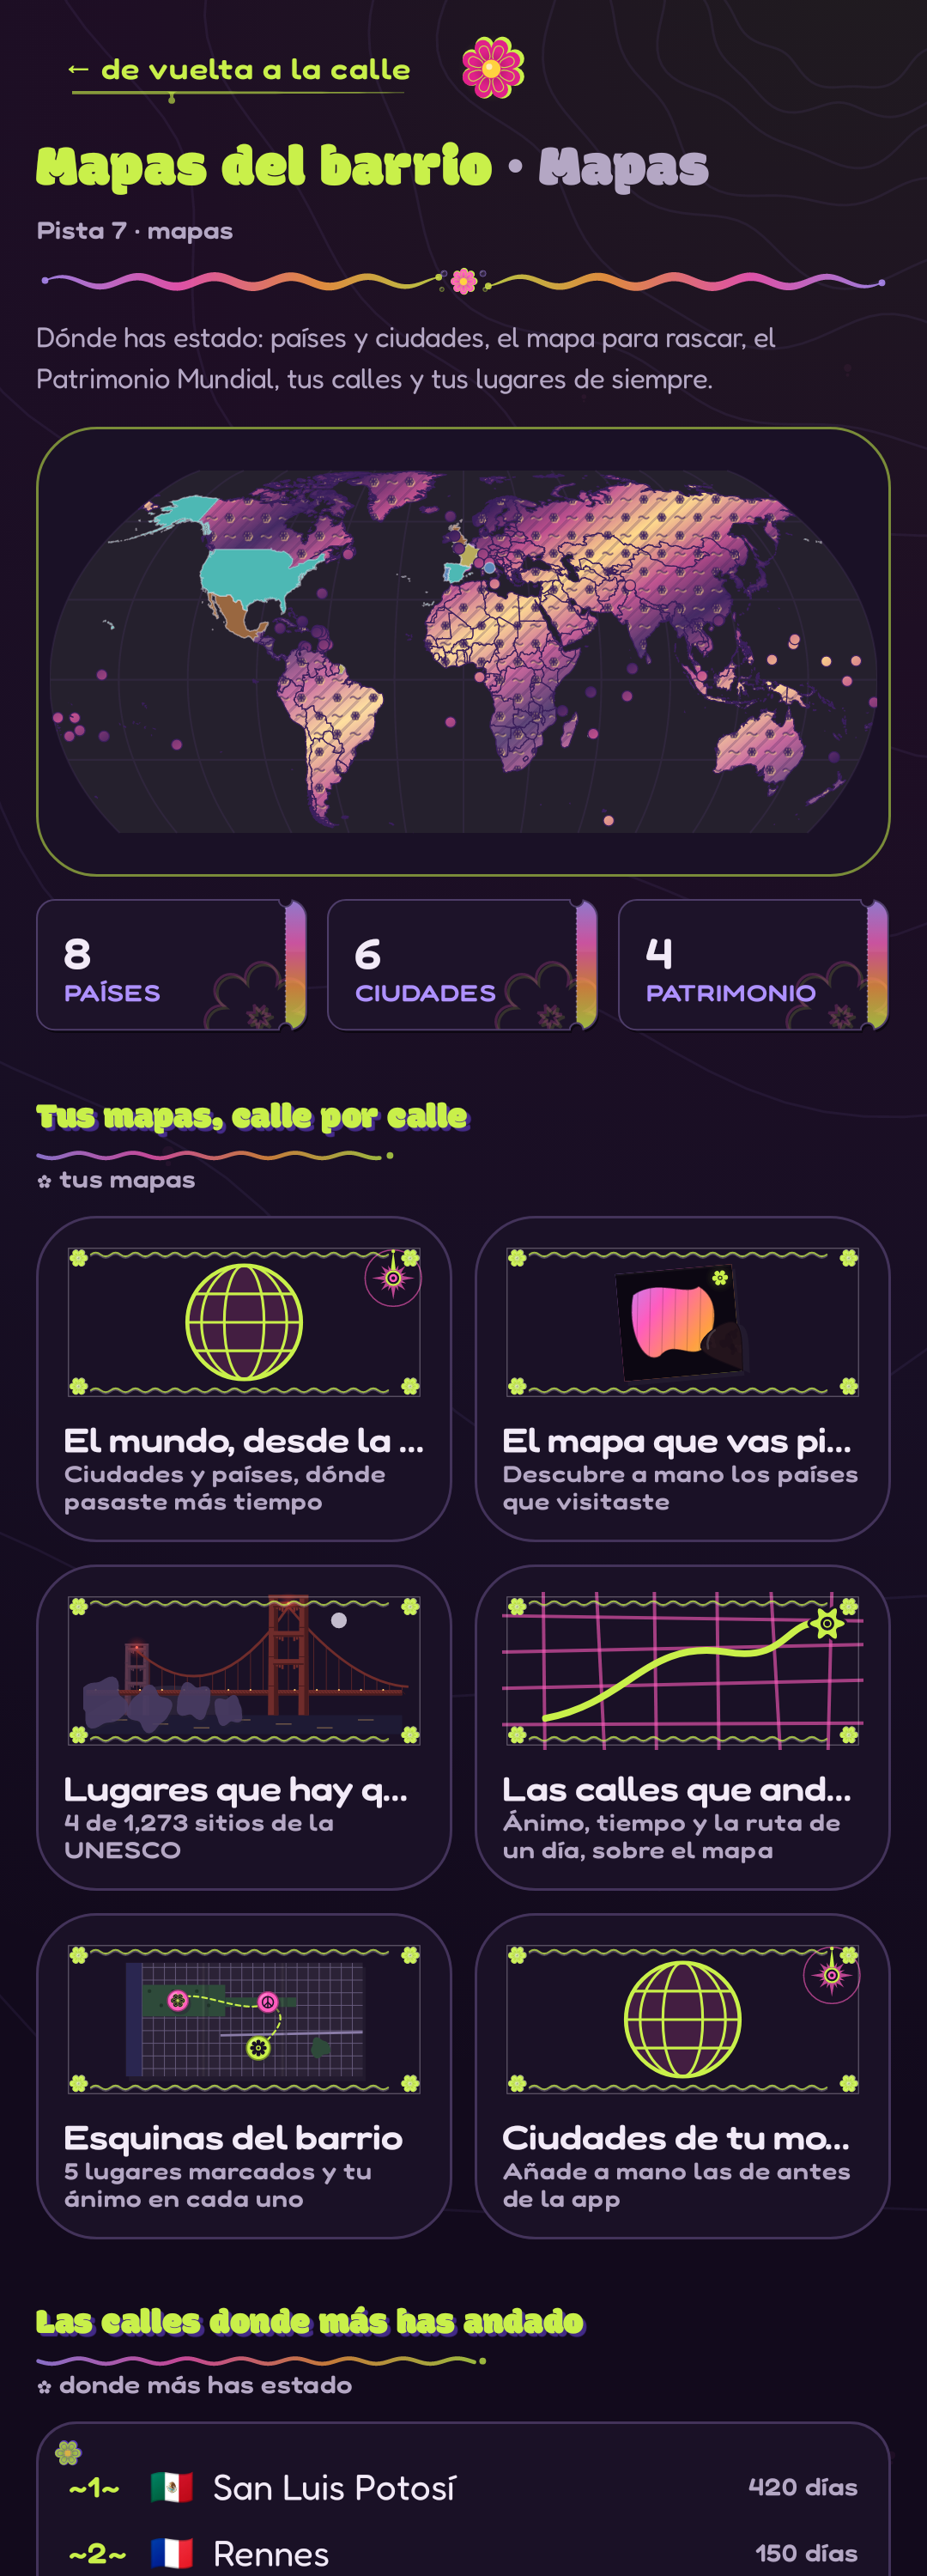 ← de vuelta a la calle
Mapas del barrio · Mapas
Pista 7 · mapas
Dónde has estado: países y ciudades, el mapa para rascar, el
Patrimonio Mundial, tus calles y tus lugares de siempre.
8
PAÍSES
6
CIUDADES
4
PATRIMONIO
Tus mapas, calle por calle
tus mapas
El mundo, desde la ...
Ciudades y países, dónde
pasaste más tiempo
El mapa que vas pi...
Descubre a mano los países
que visitaste
Lugares que hay q...
4 de 1,273 sitios de la
UNESCO
Las calles que and...
Ánimo, tiempo y la ruta de
un día, sobre el mapa
Esquinas del barrio
5 lugares marcados y tu
ánimo en cada uno
Ciudades de tu mo...
Añade a mano las de antes
de la app
Las calles donde más has andado
donde más has estado
~1~ San Luis Potosí 420 días
~2~ Rennes 150 días